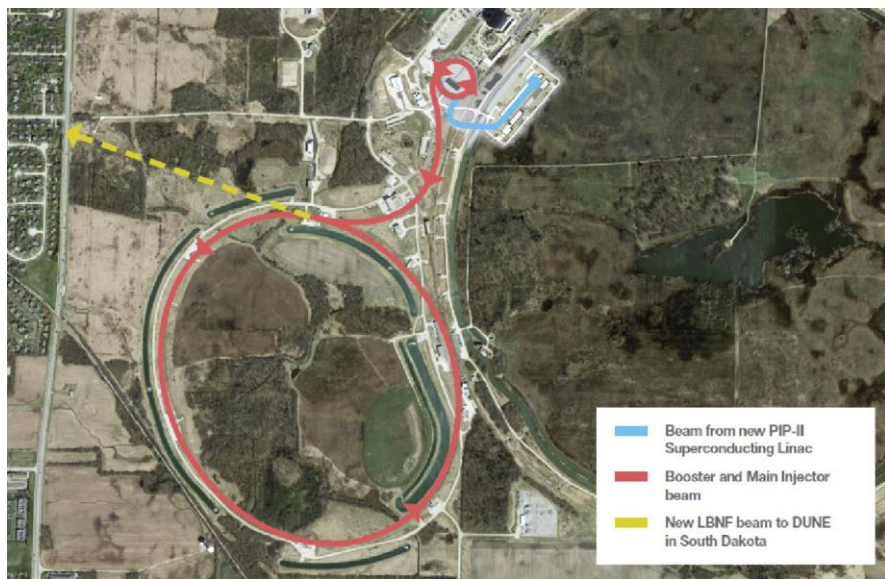 Beam from new PIP-II
Superconducting Linac
Booster and Main Injector
beam
New LBNF beam to DUNE
in South Dakota